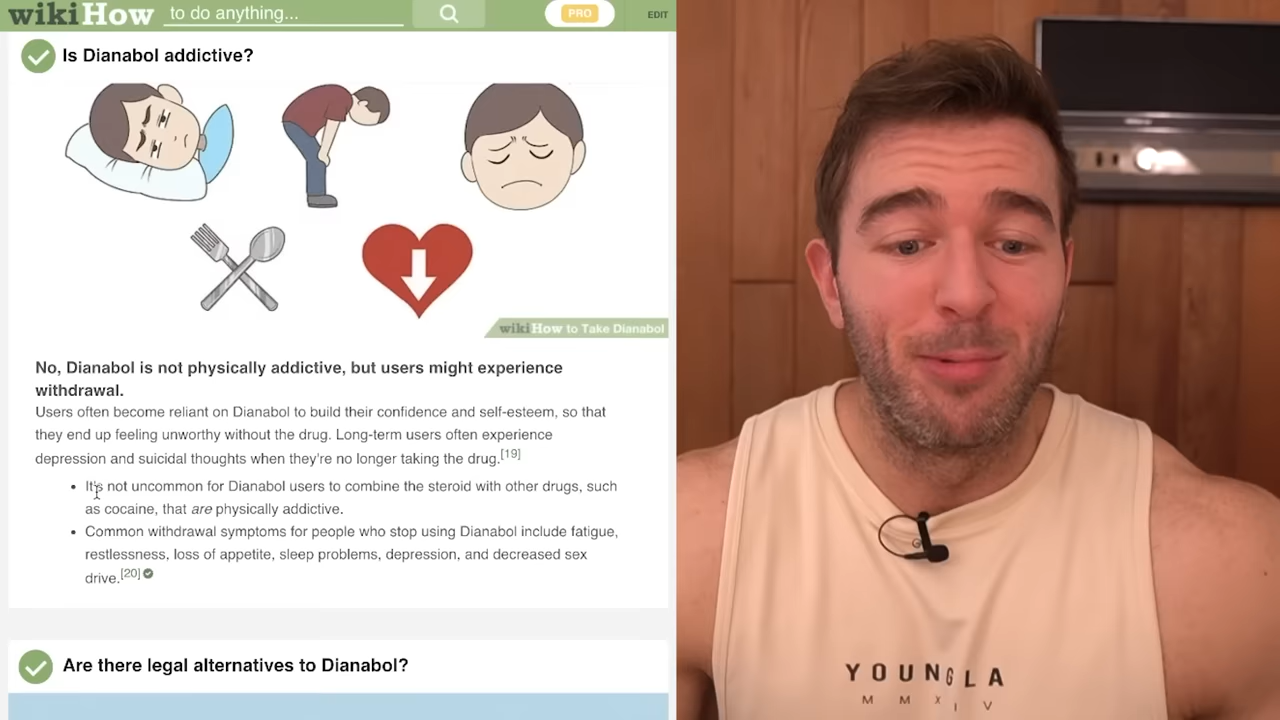 wikiHow to do anything... PRO EDIT
Is Dianabol addictive?
wikiHow to Take Dianabol
No, Dianabol is not physically addictive, but users might experience
withdrawal.
Users often become reliant on Dianabol to build their confidence and self-esteem, so that
they end up feeling unworthy without the drug. Long-term users often experience
depression and suicidal thoughts when they're no longer taking the drug.[19]
• It's not uncommon for Dianabol users to combine the steroid with other drugs, such
as cocaine, that are physically addictive.
• Common withdrawal symptoms for people who stop using Dianabol include fatigue,
restlessness, loss of appetite, sleep problems, depression, and decreased sex
drive.[20]
Are there legal alternatives to Dianabol?
YOUNGLA
MMXIV